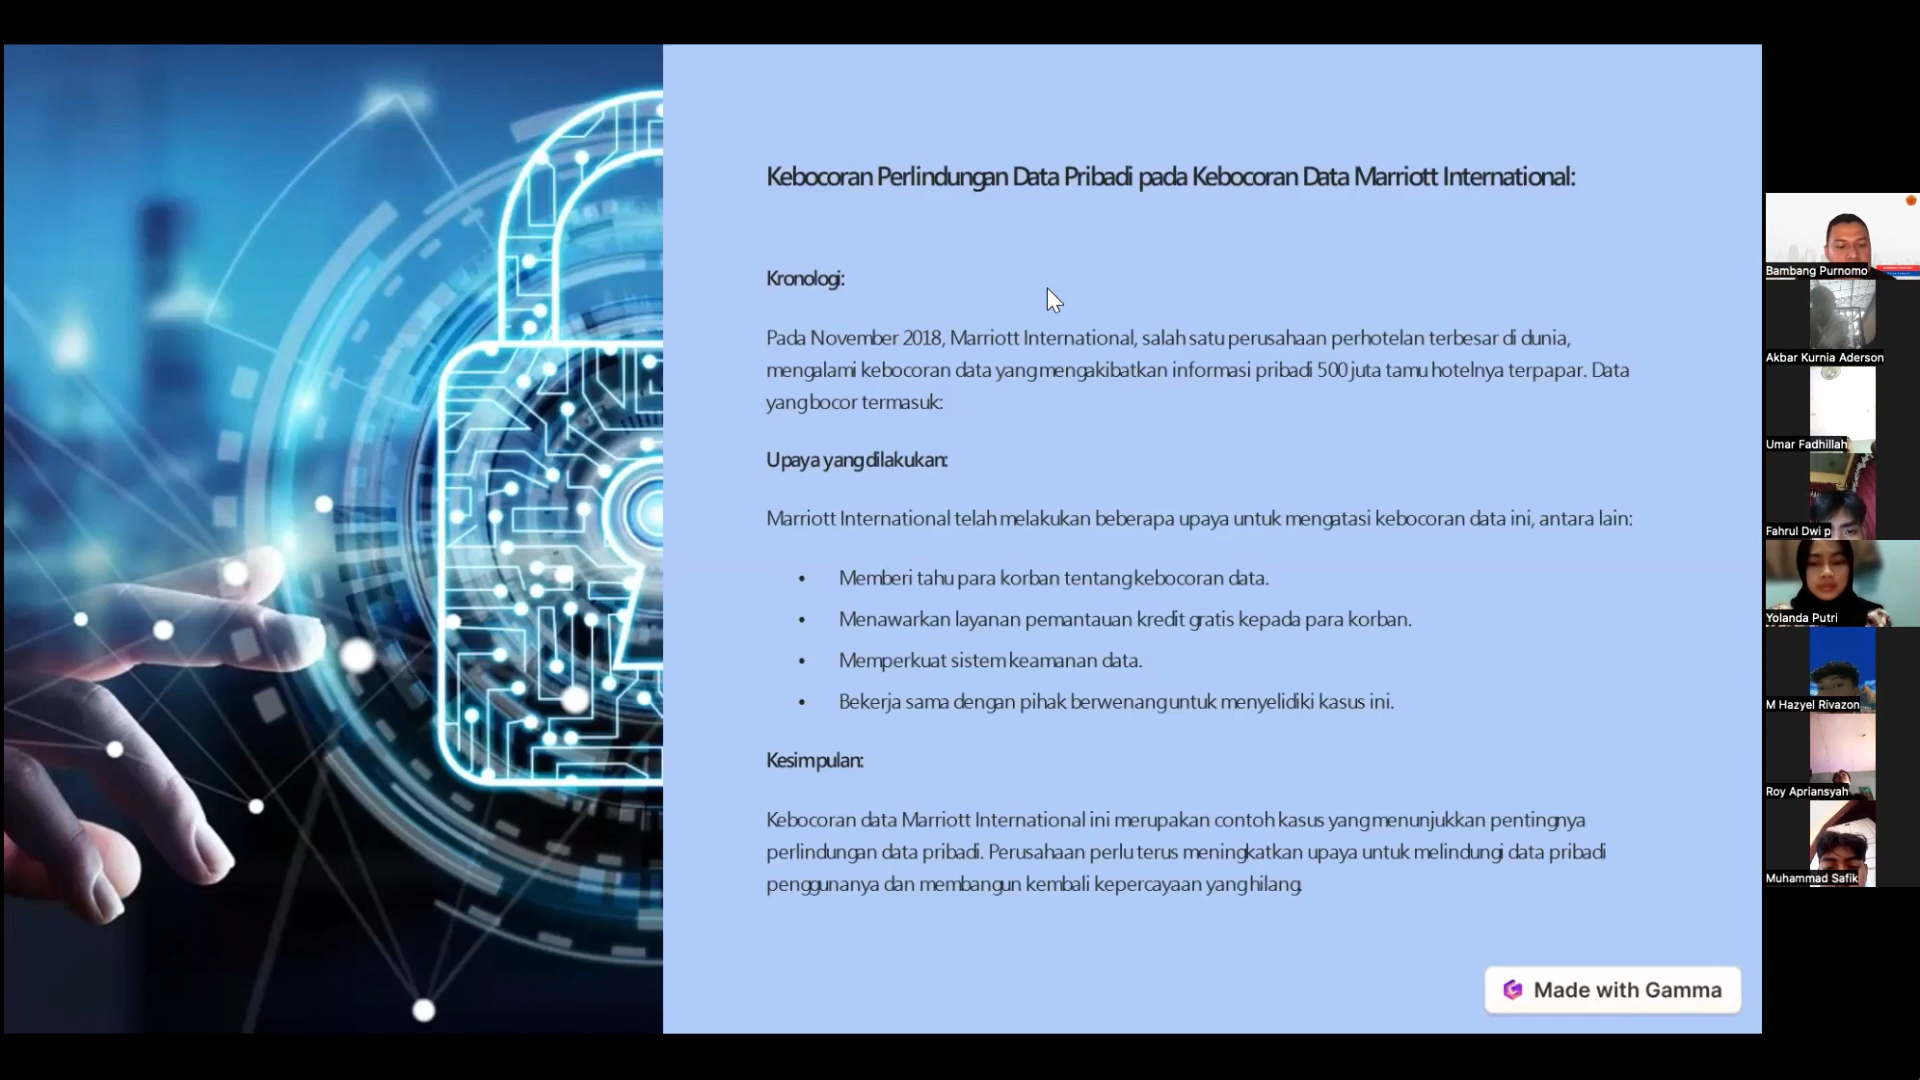 Kebocoran Perlindungan Data Pribadi pada Kebocoran Data Marriott International:
Kronologi:
Pada November 2018, Marriott International, salah satu perusahaan perhotelan terbesar di dunia,
mengalami kebocoran data yang mengakibatkan informasi pribadi 500 juta tamu hotelnya terpapar. Data
yang bocor termasuk:
Upaya yang dilakukan:
Marriott International telah melakukan beberapa upaya untuk mengatasi kebocoran data ini, antara lain:
• Memberi tahu para korban tentang kebocoran data.
• Menawarkan layanan pemantauan kredit gratis kepada para korban.
• Memperkuat sistem keamanan data.
• Bekerja sama dengan pihak berwenang untuk menyelidiki kasus ini.
Kesimpulan:
Kebocoran data Marriott International ini merupakan contoh kasus yang menunjukkan pentingnya
perlindungan data pribadi. Perusahaan perlu terus meningkatkan upaya untuk melindungi data pribadi
penggunanya dan membangun kembali kepercayaan yang hilang.
Made with Gamma
Bambang Purnomo
Akbar Kurnia Aderson
Umar Fadhillah
Fahrul Dwi p
Yolanda Putri
M Hazyel Rivazon
Roy Apriansyah
Muhammad Safik